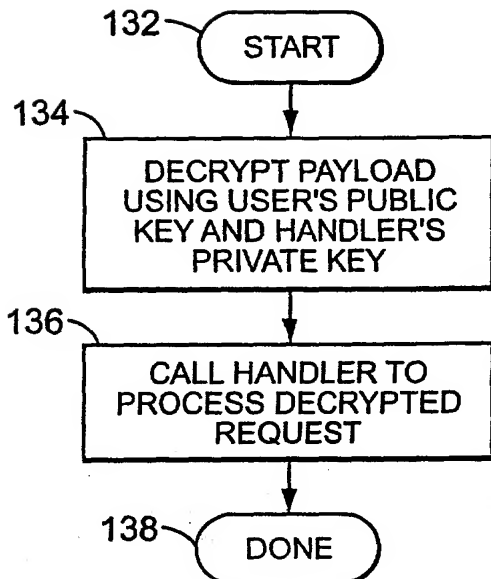 132
START
134
DECRYPT PAYLOAD
USING USER'S PUBLIC
KEY AND HANDLER'S
PRIVATE KEY
136
CALL HANDLER TO
PROCESS DECRYPTED
REQUEST
138
DONE